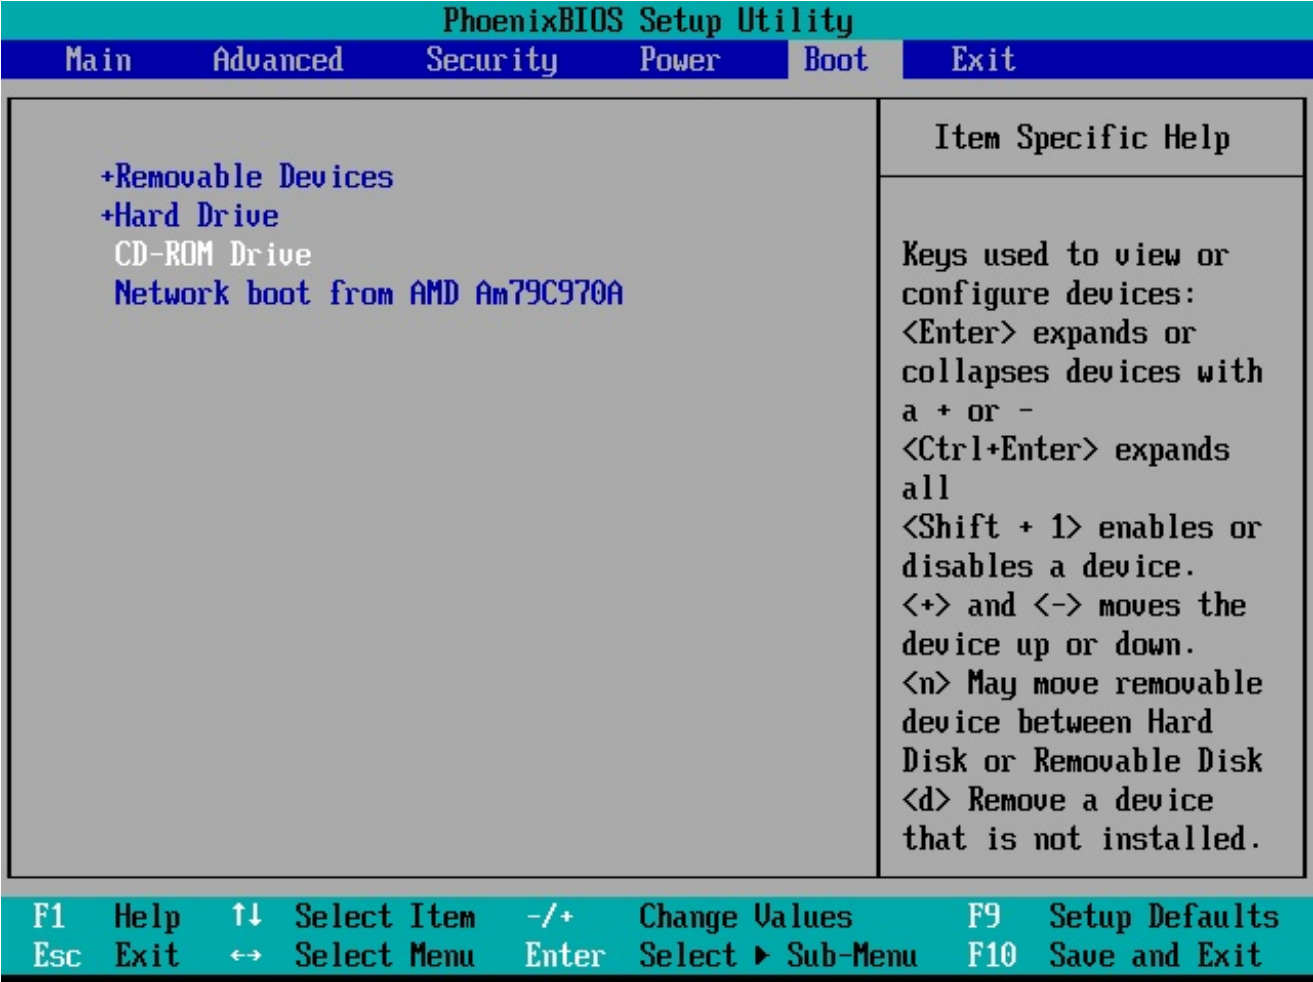 PhoenixBIOS Setup Utility
Main Advanced Security Power Boot Exit
+Removable Devices
+Hard Drive
CD-ROM Drive
Network boot from AMD Am79C970A
Item Specific Help
Keys used to view or
configure devices:
<Enter> expands or
collapses devices with
a + or -
<Ctrl+Enter> expands
all
<Shift + 1> enables or
disables a device.
<+> and <-> moves the
device up or down.
<n> May move removable
device between Hard
Disk or Removable Disk
<d> Remove a device
that is not installed.
F1 Help ↑↓ Select Item -/+ Change Values F9 Setup Defaults
Esc Exit ↔ Select Menu Enter Select ▶ Sub-Menu F10 Save and Exit